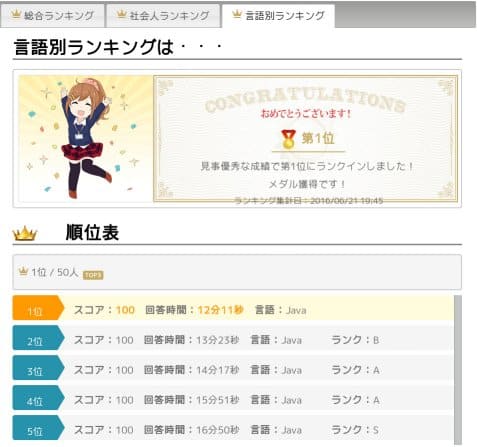 総合ランキング 社会人ランキング 言語別ランキング
言語別ランキングは・・・
CONGRATULATIONS
おめでとうございます!
第1位
見事優秀な成績で第1位にランクインしました!
メダル獲得です!
ランキング集計日:2016/06/21 19:45
順位表
1位 / 50人 TOP3
1位 スコア:100 回答時間:12分11秒 言語:Java
2位 スコア:100 回答時間:13分23秒 言語:Java ランク:B
3位 スコア:100 回答時間:14分17秒 言語:Java ランク:A
4位 スコア:100 回答時間:15分51秒 言語:Java ランク:A
5位 スコア:100 回答時間:16分50秒 言語:Java ランク:S